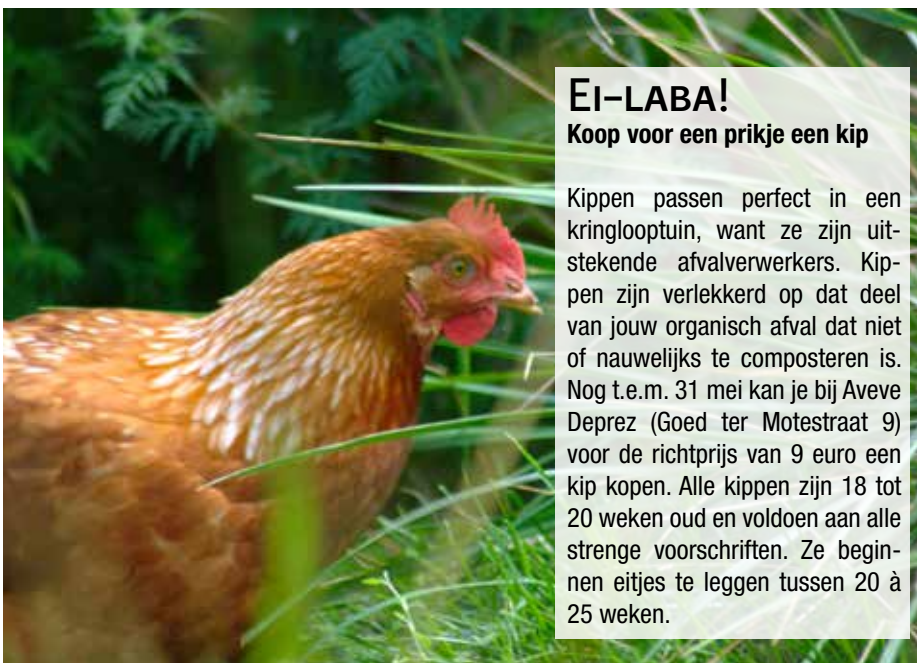 EI-LABA!
Koop voor een prikje een kip
Kippen passen perfect in een
kringlooptuin, want ze zijn uit-
stekende afvalverwerkers. Kip-
pen zijn verlekkerd op dat deel
van jouw organisch afval dat niet
of nauwelijks te composteren is.
Nog t.e.m. 31 mei kan je bij Aveve
Deprez (Goed ter Motestraat 9)
voor de richtprijs van 9 euro een
kip kopen. Alle kippen zijn 18 tot
20 weken oud en voldoen aan alle
strenge voorschriften. Ze begin-
nen eitjes te leggen tussen 20 à
25 weken.